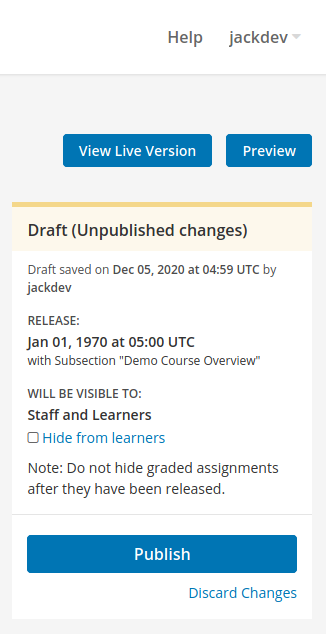 Help jackdev
View Live Version Preview
Draft (Unpublished changes)
Draft saved on Dec 05, 2020 at 04:59 UTC by
jackdev
RELEASE:
Jan 01, 1970 at 05:00 UTC
with Subsection "Demo Course Overview"
WILL BE VISIBLE TO:
Staff and Learners
Hide from learners
Note: Do not hide graded assignments
after they have been released.
Publish
Discard Changes